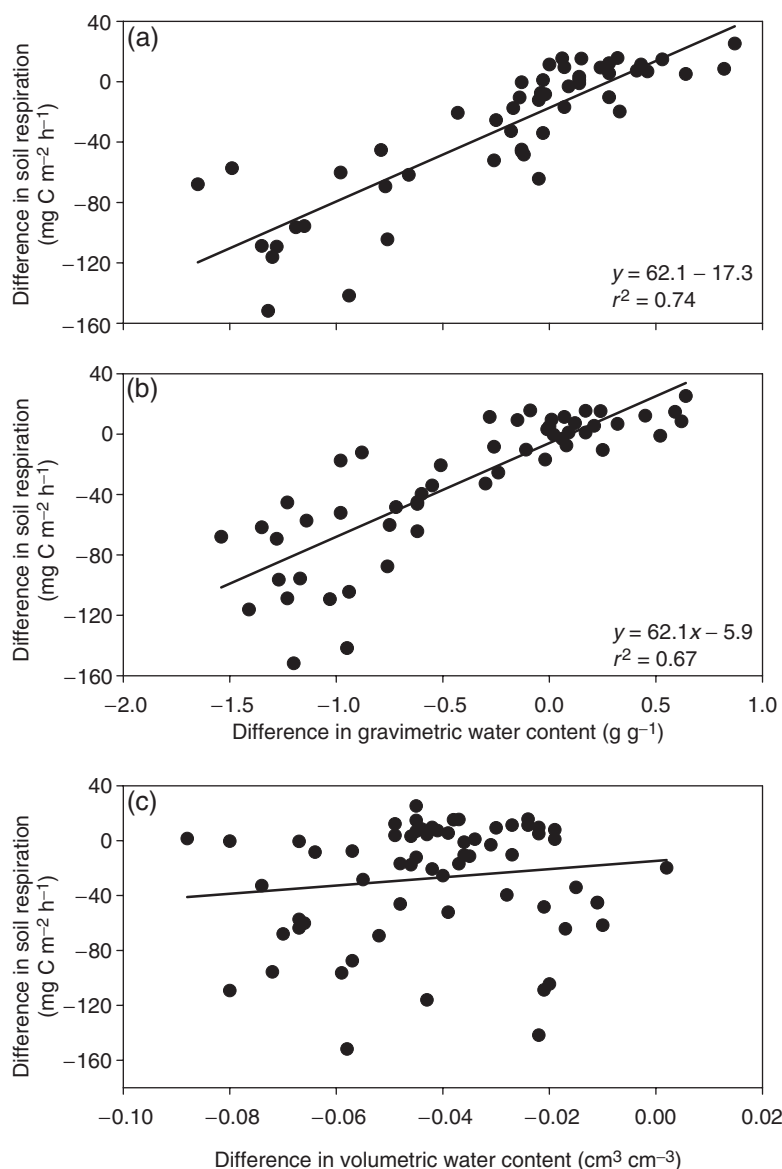 (a)
Difference in soil respiration
(mg C m⁻² h⁻¹)
40
0
−40
−80
−120
−160
y = 62.1 − 17.3
r² = 0.74
(b)
Difference in soil respiration
(mg C m⁻² h⁻¹)
40
0
−40
−80
−120
−160
y = 62.1x − 5.9
r² = 0.67
−2.0 −1.5 −1.0 −0.5 0.0 0.5 1.0
Difference in gravimetric water content (g g⁻¹)
(c)
Difference in soil respiration
(mg C m⁻² h⁻¹)
40
0
−40
−80
−120
−160
−0.10 −0.08 −0.06 −0.04 −0.02 0.00 0.02
Difference in volumetric water content (cm³ cm⁻³)